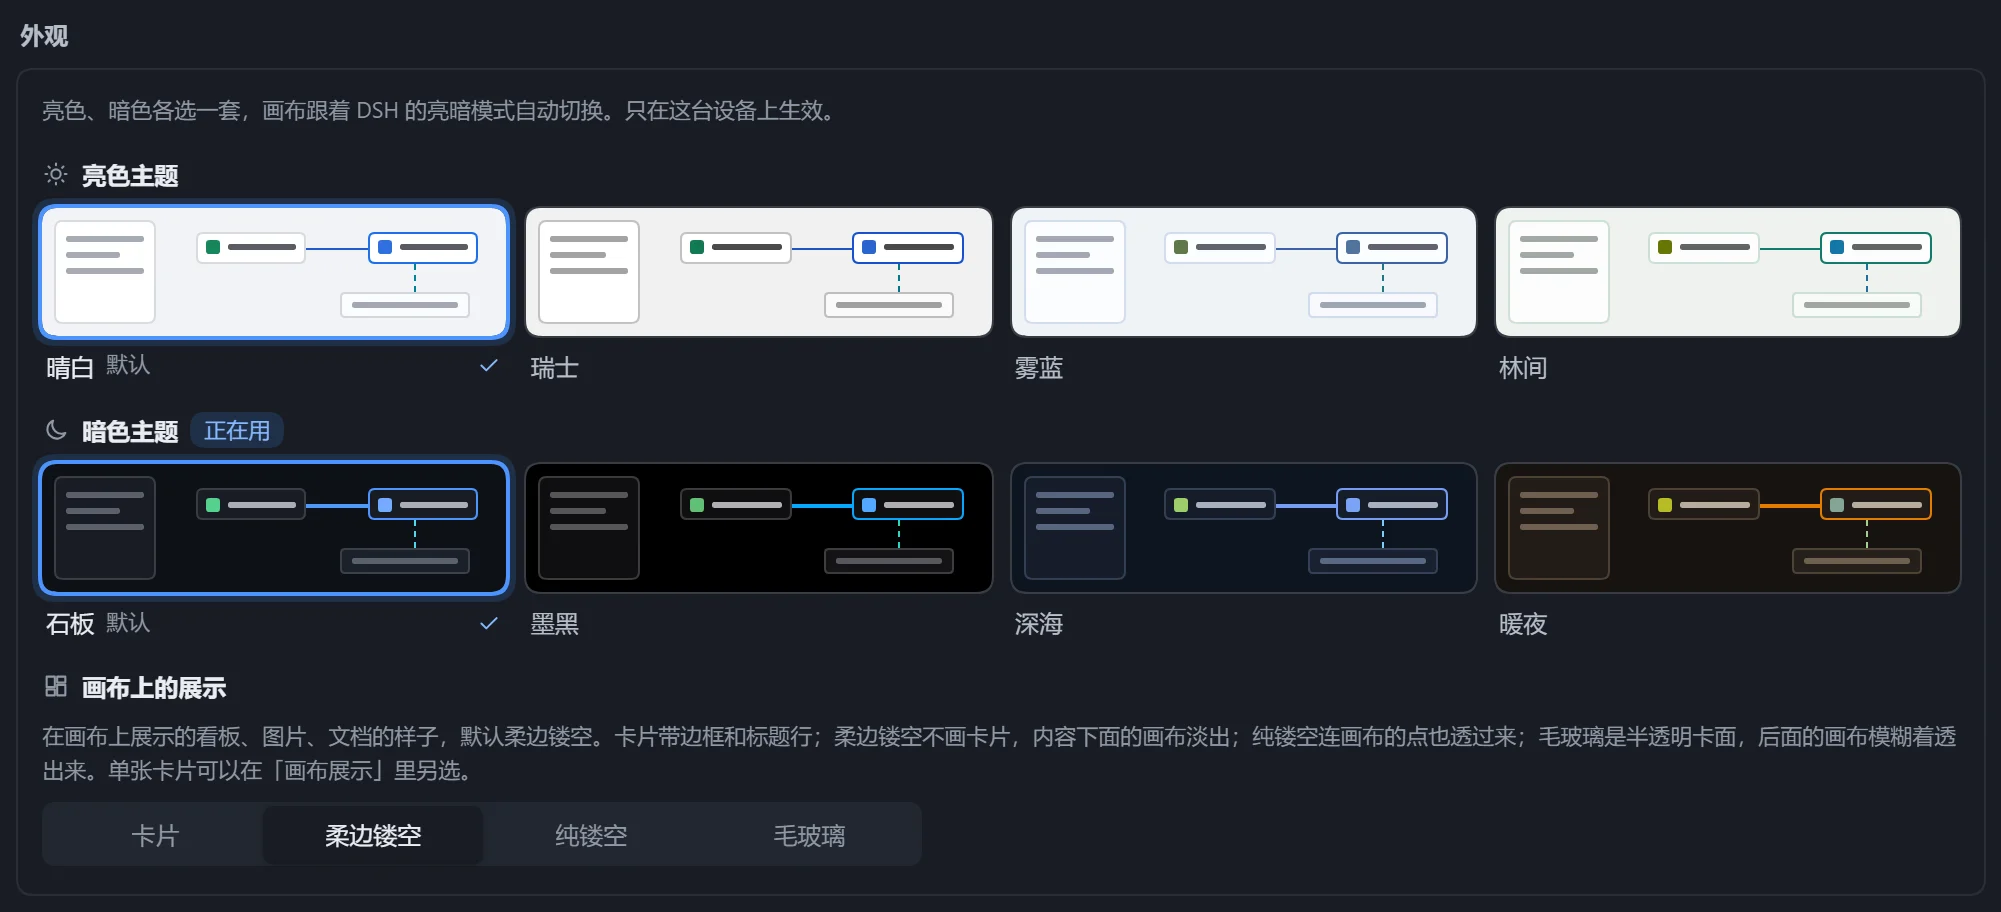 外观
亮色、暗色各选一套，画布跟着 DSH 的亮暗模式自动切换。只在这台设备上生效。
亮色主题
晴白 默认
瑞士
雾蓝
林间
暗色主题 正在用
石板 默认
墨黑
深海
暖夜
画布上的展示
在画布上展示的看板、图片、文档的样子，默认柔边镂空。卡片带边框和标题行；柔边镂空不画卡片，内容下面的画布淡出；纯镂空连画布的点也透过来；毛玻璃是半透明卡面，后面的画布模糊着透
出来。单张卡片可以在「画布展示」里另选。
卡片
柔边镂空
纯镂空
毛玻璃